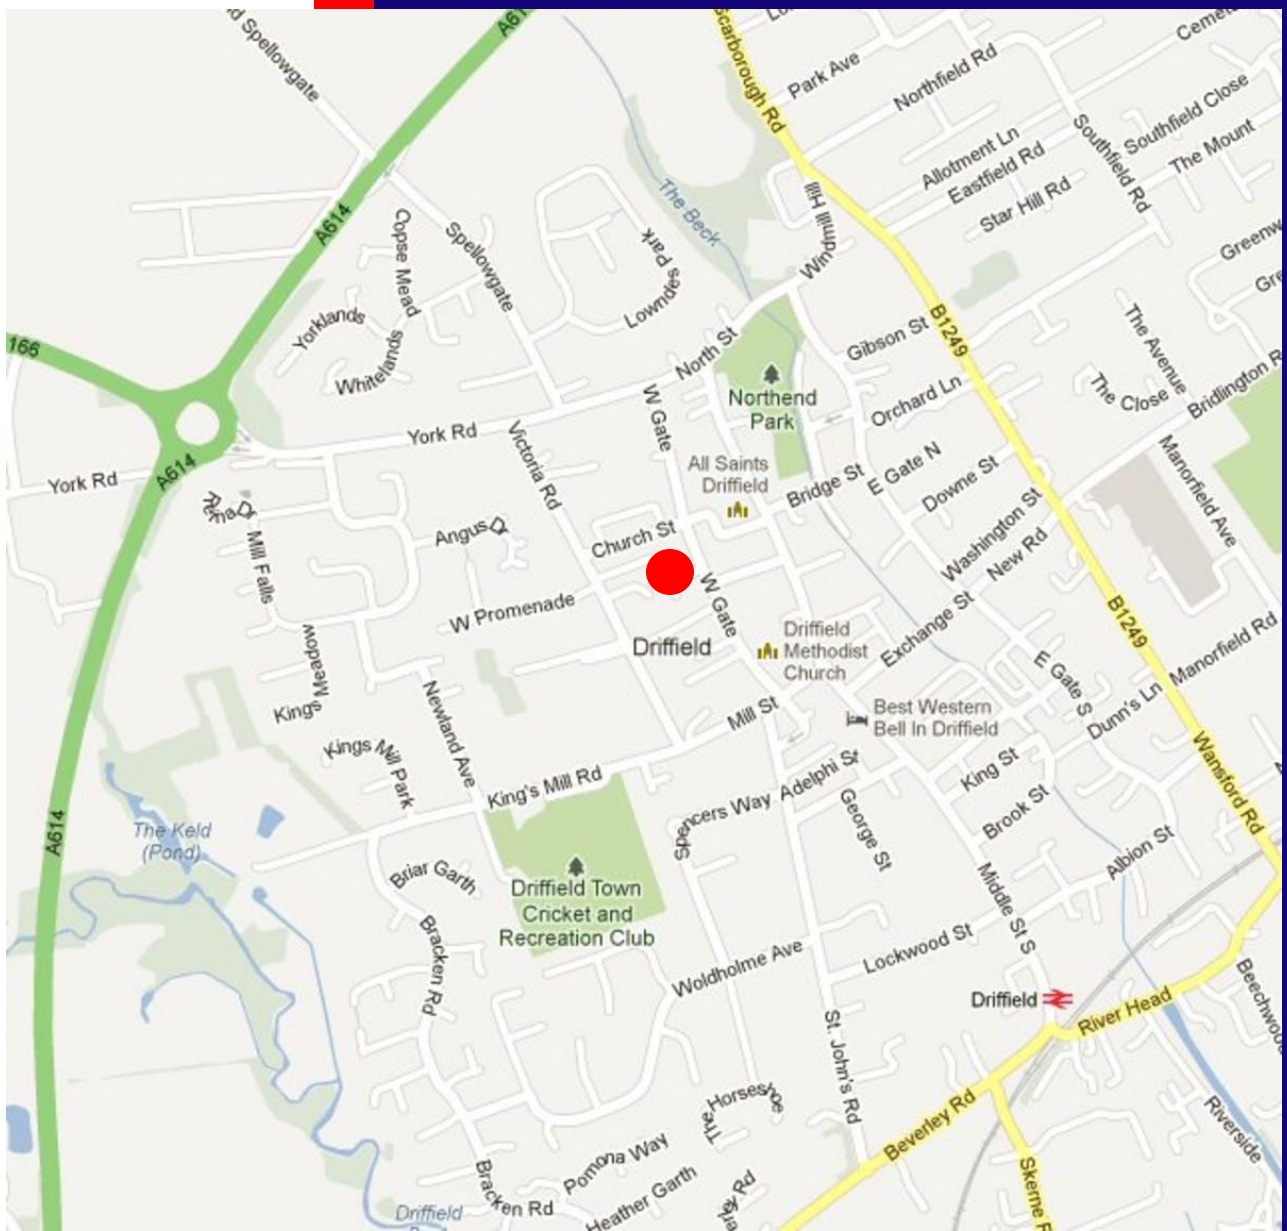 d Spellowgate
A61
Scarborough Rd
Park Ave
Northfield Rd
Southfield Rd
Southfield Close
The Mount
Allotment Ln
Eastfield Rd
Star Hill Rd
The Beck
Windmill Hill
A614
Copse Mead
Spellowgate
Lowndes Park
Yorklands
Whitelands
166
North St
Gibson St
B1249
The Avenue
The Close
Bridlington R
W Gate
Northend
Park
Orchard Ln
York Rd
Victoria Rd
All Saints
Driffield
Bridge St
E Gate N
Downe St
Manorfield Ave
York Rd
A614
Mill Falls
Angus
Church St
Washington St
New Rd
W Promenade
W Gate
Driffield
Driffield
Methodist
Church
Exchange St
B1249
Manorfield Rd
Kings
Meadow
Newland Ave
Mill St
Best Western
Bell In Driffield
E Gate S
Dunn's Ln
Kings Mill Park
King's Mill Rd
Spencers Way
Adelphi St
King St
Wansford Rd
A614
The Keld
(Pond)
George St
Brook St
Albion St
Briar Garth
Driffield Town
Cricket and
Recreation Club
Middle St S
Bracken Rd
Woldholme Ave
Lockwood St
Driffield
River Head
Beechwoo
St. John's Rd
The Horseshoe
Beverley Rd
Riverside
Pomona Way
Bracken Rd
Heather Garth
Skerne R
Driffield